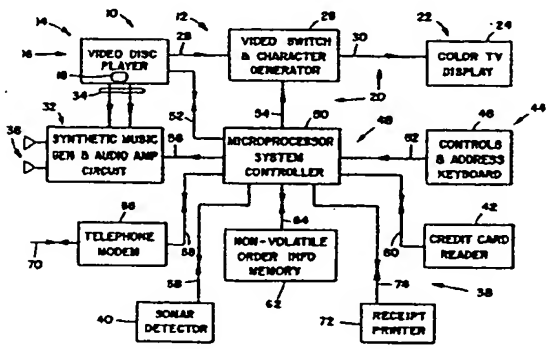 14
10
12
26
22
24
VIDEO DISC
PLAYER
28
VIDEO SWITCH
& CHARACTER
GENERATOR
30
COLOR TV
DISPLAY
16
18
34
32
20
54
52
50
48
46
44
36
SYNTHETIC MUSIC
GEN & AUDIO AMP
CIRCUIT
56
MICROPROCESSOR
SYSTEM
CONTROLLER
CONTROLS
& ADDRESS
KEYBOARD
66
42
TELEPHONE
MODEM
64
NON-VOLATILE
ORDER INFO
MEMORY
CREDIT CARD
READER
70
60
58
74
38
62
40
SONAR
DETECTOR
72
RECEIPT
PRINTER